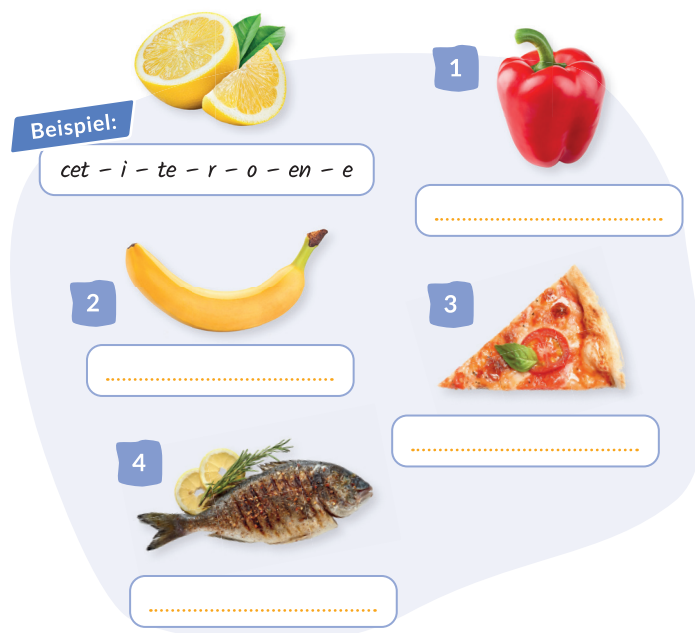 Beispiel:
cet – i – te – r – o – en – e
1
2
3
4